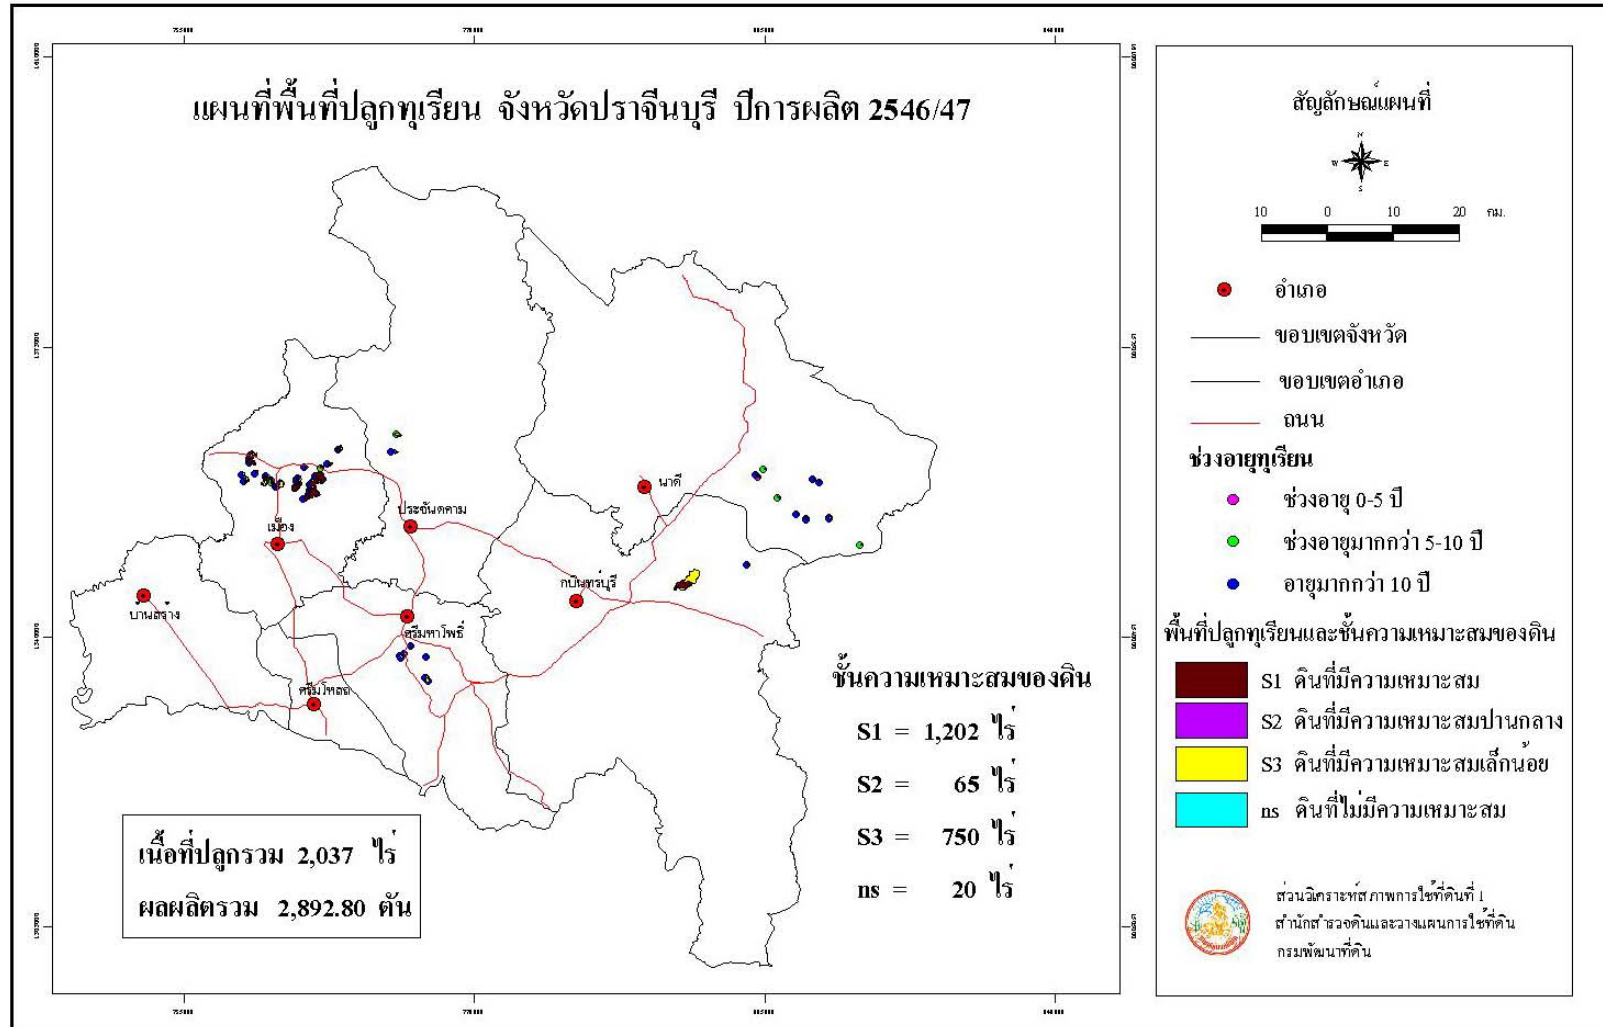 แผนที่พื้นที่ปลูกทุเรียน จังหวัดปราจีนบุรี ปีการผลิต 2546/47
นาดี
ประจันตคาม
เมือง
กบินทร์บุรี
บ้านสร้าง
ศรีมหาโพธิ์
ศรีมโหสถ
ชั้นความเหมาะสมของดิน
S1 = 1,202 ไร่
S2 = 65 ไร่
S3 = 750 ไร่
ns = 20 ไร่
เนื้อที่ปลูกรวม 2,037 ไร่
ผลผลิตรวม 2,892.80 ตัน
สัญลักษณ์แผนที่
N
W E
S
10 0 10 20 กม.
อำเภอ
ขอบเขตจังหวัด
ขอบเขตอำเภอ
ถนน
ช่วงอายุทุเรียน
ช่วงอายุ 0-5 ปี
ช่วงอายุมากกว่า 5-10 ปี
อายุมากกว่า 10 ปี
พื้นที่ปลูกทุเรียนและชั้นความเหมาะสมของดิน
S1 ดินที่มีความเหมาะสม
S2 ดินที่มีความเหมาะสมปานกลาง
S3 ดินที่มีความเหมาะสมเล็กน้อย
ns ดินที่ไม่มีความเหมาะสม
ส่วนวิเคราะห์สภาพการใช้ที่ดินที่ 1
สำนักสำรวจดินและวางแผนการใช้ที่ดิน
กรมพัฒนาที่ดิน